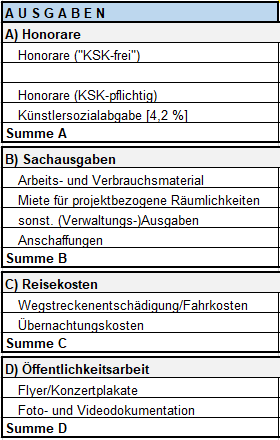 A U S G A B E N
A) Honorare
Honorare ("KSK-frei")
Honorare (KSK-pflichtig)
Künstlersozialabgabe [4,2 %]
Summe A
B) Sachausgaben
Arbeits- und Verbrauchsmaterial
Miete für projektbezogene Räumlichkeiten
sonst. (Verwaltungs-)Ausgaben
Anschaffungen
Summe B
C) Reisekosten
Wegstreckenentschädigung/Fahrkosten
Übernachtungskosten
Summe C
D) Öffentlichkeitsarbeit
Flyer/Konzertplakate
Foto- und Videodokumentation
Summe D